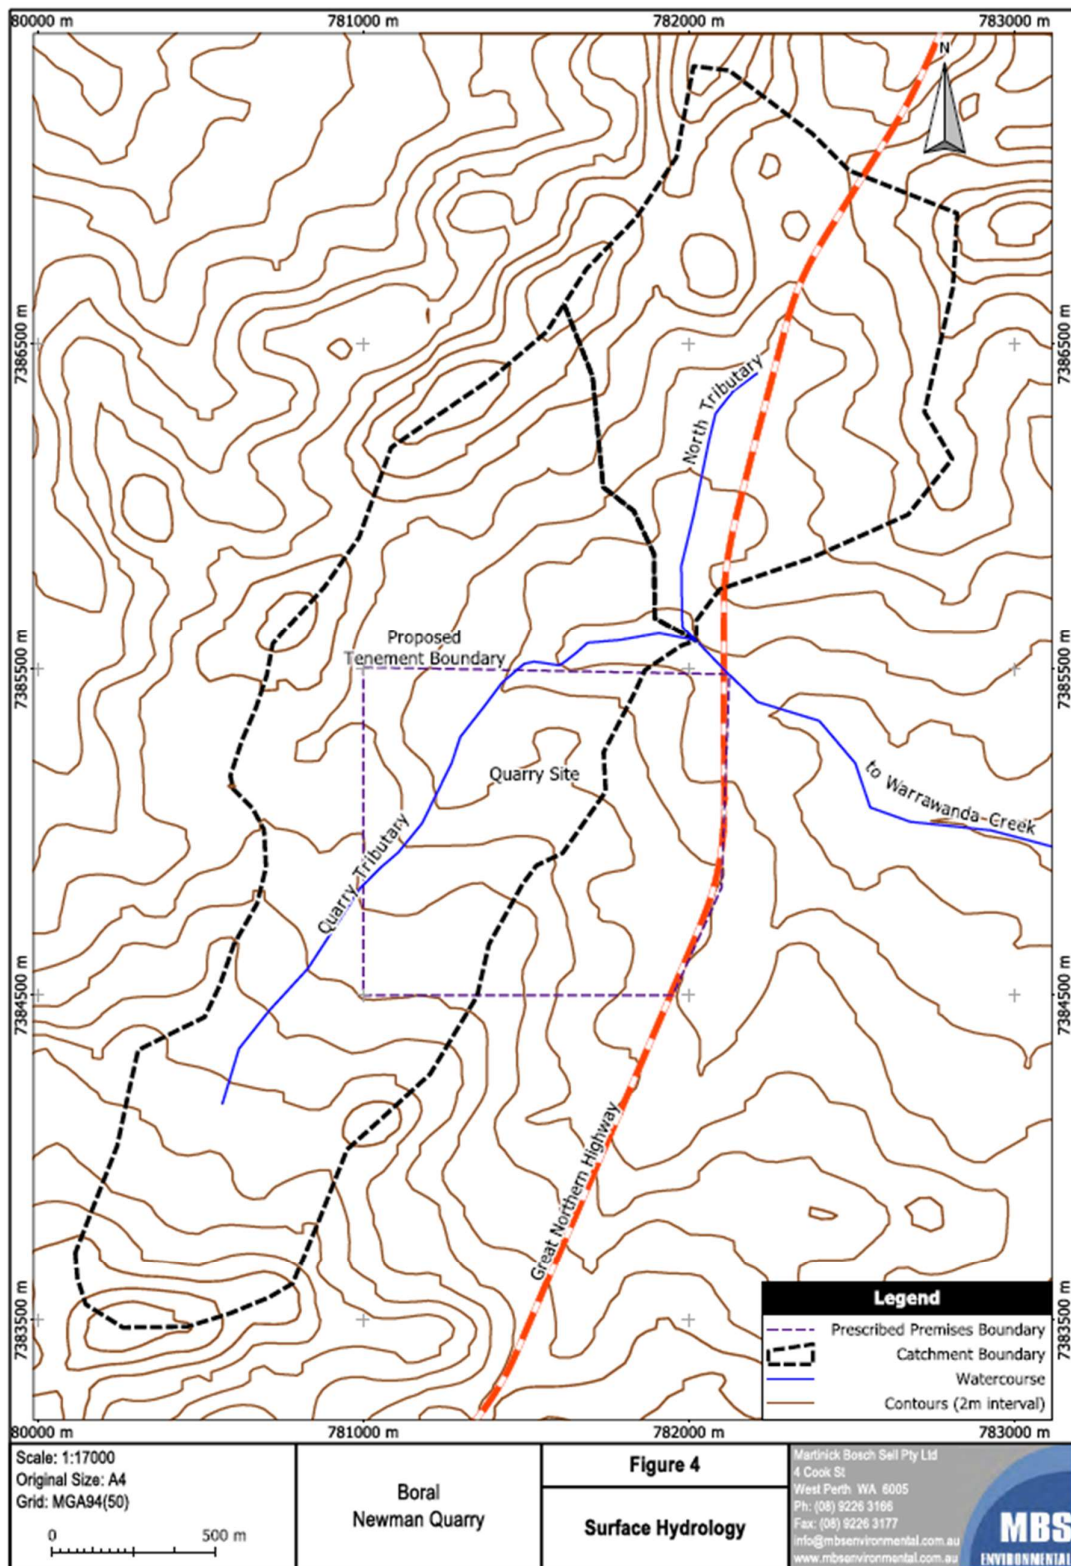 80000 m
781000 m
782000 m
783000 m
N
7386500 m
7386500 m
North Tributary
Proposed
Tenement Boundary
7385500 m
7385500 m
Quarry Site
to Warrawanda Creek
Quarry Tributary
7384500 m
7384500 m
Great Northern Highway
7383500 m
7383500 m
Legend
Prescribed Premises Boundary
Catchment Boundary
Watercourse
Contours (2m interval)
80000 m
781000 m
782000 m
783000 m
Scale: 1:17000
Original Size: A4
Grid: MGA94(50)
0
500 m
Boral
Newman Quarry
Figure 4
Surface Hydrology
Martinick Bosch Sell Pty Ltd
4 Cook St
West Perth WA 6005
Ph: (08) 9226 3166
Fax: (08) 9226 3177
info@mbsenvironmental.com.au
www.mbsenvironmental.com.au
MBS
ENVIRONMENTAL